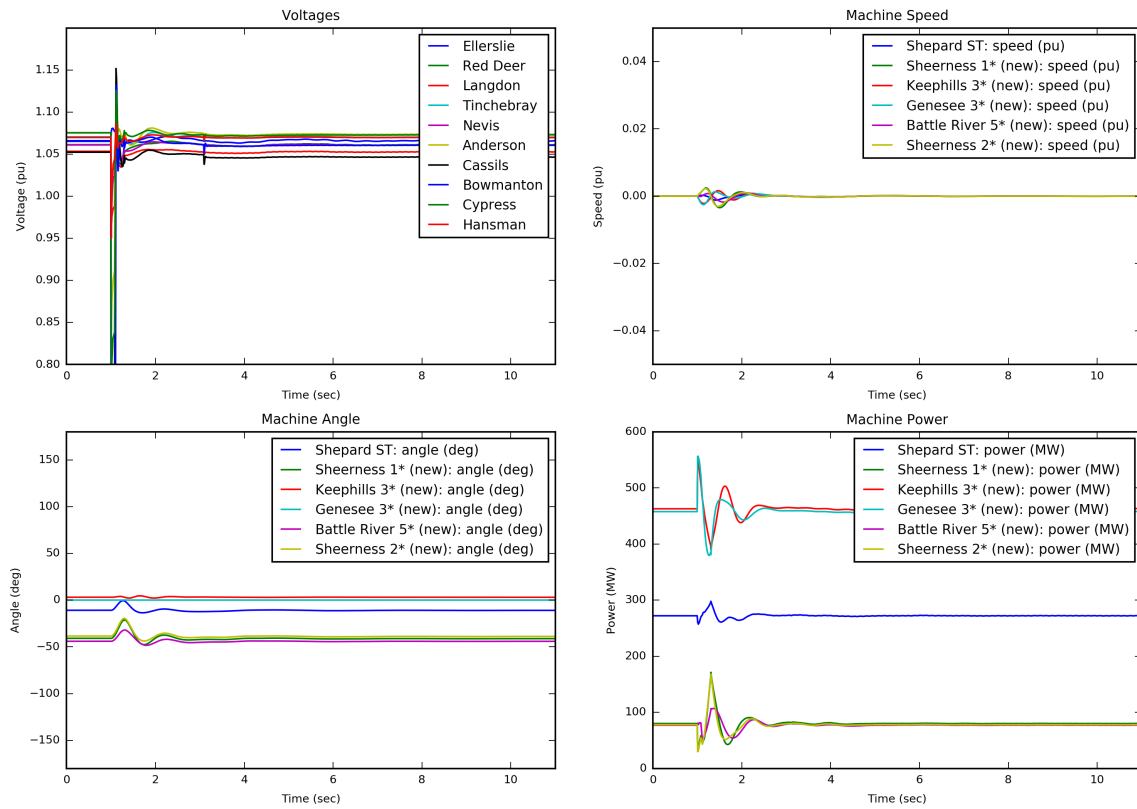 Voltages
1.15
1.10
1.05
1.00
0.95
0.90
0.85
0.80
Voltage (pu)
0 2 4 6 8 10
Time (sec)
Ellerslie
Red Deer
Langdon
Tinchebray
Nevis
Anderson
Cassils
Bowmanton
Cypress
Hansman
Machine Speed
0.04
0.02
0.00
−0.02
−0.04
Speed (pu)
0 2 4 6 8 10
Time (sec)
Shepard ST: speed (pu)
Sheerness 1* (new): speed (pu)
Keephills 3* (new): speed (pu)
Genesee 3* (new): speed (pu)
Battle River 5* (new): speed (pu)
Sheerness 2* (new): speed (pu)
Machine Angle
150
100
50
0
−50
−100
−150
Angle (deg)
0 2 4 6 8 10
Time (sec)
Shepard ST: angle (deg)
Sheerness 1* (new): angle (deg)
Keephills 3* (new): angle (deg)
Genesee 3* (new): angle (deg)
Battle River 5* (new): angle (deg)
Sheerness 2* (new): angle (deg)
Machine Power
600
500
400
300
200
100
0
Power (MW)
0 2 4 6 8 10
Time (sec)
Shepard ST: power (MW)
Sheerness 1* (new): power (MW)
Keephills 3* (new): power (MW)
Genesee 3* (new): power (MW)
Battle River 5* (new): power (MW)
Sheerness 2* (new): power (MW)